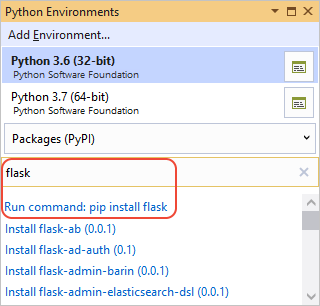 Python Environments
Add Environment...
Python 3.6 (32-bit)
Python Software Foundation
Python 3.7 (64-bit)
Python Software Foundation
Packages (PyPI)
flask
Run command: pip install flask
Install flask-ab (0.0.1)
Install flask-ad-auth (0.1)
Install flask-admin-barin (0.0.1)
Install flask-admin-elasticsearch-dsl (0.0.1)